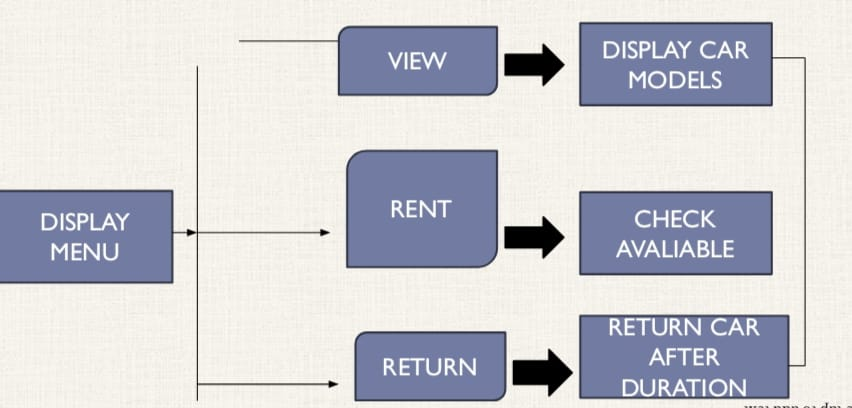 VIEW
DISPLAY CAR
MODELS
DISPLAY
MENU
RENT
CHECK
AVALIABLE
RETURN
RETURN CAR
AFTER
DURATION